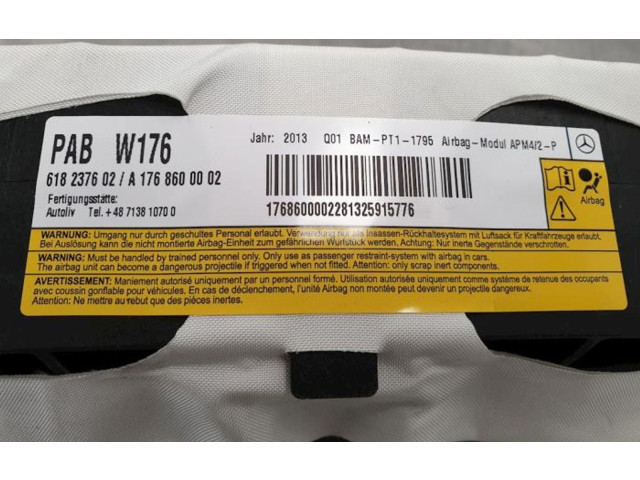 PAB W176
Jahr: 2013 Q01 BAM-PT1-1795 Airbag-Modul APM4/2-P
618 2376 02 / A 176 860 00 02
Fertigungsstätte:
Autoliv Tel. +48 7138 1070 0
1768600002281325915776
Airbag
WARNUNG: Umgang nur durch geschultes Personal erlaubt. Verwendung nur als Insassen-Rückhaltesystem mit Luftsack für Kraftfahrzeuge erlaubt.
Bei Auslösung kann die nicht montierte Airbag-Einheit zum gefährlichen Wurfstück werden. Achtung: Nur inerte Gegenstände verschrotten.
WARNING: Must be handled by trained personnel only. Only use as passenger restraint-system with airbag in cars.
The airbag unit can become a dangerous projectile if triggered when not fitted. Attention: only scrap inert components.
AVERTISSEMENT: Maniement autorisé uniquement par un personnel formé. Utilisation autorisée uniquement comme système de retenue des occupants
avec coussin gonflable pour véhicules. En cas de déclenchement, l'unité Airbag non montée peut devenir un projectile dangereux.
Attention: Ne mettre au rebut que des pièces inertes.